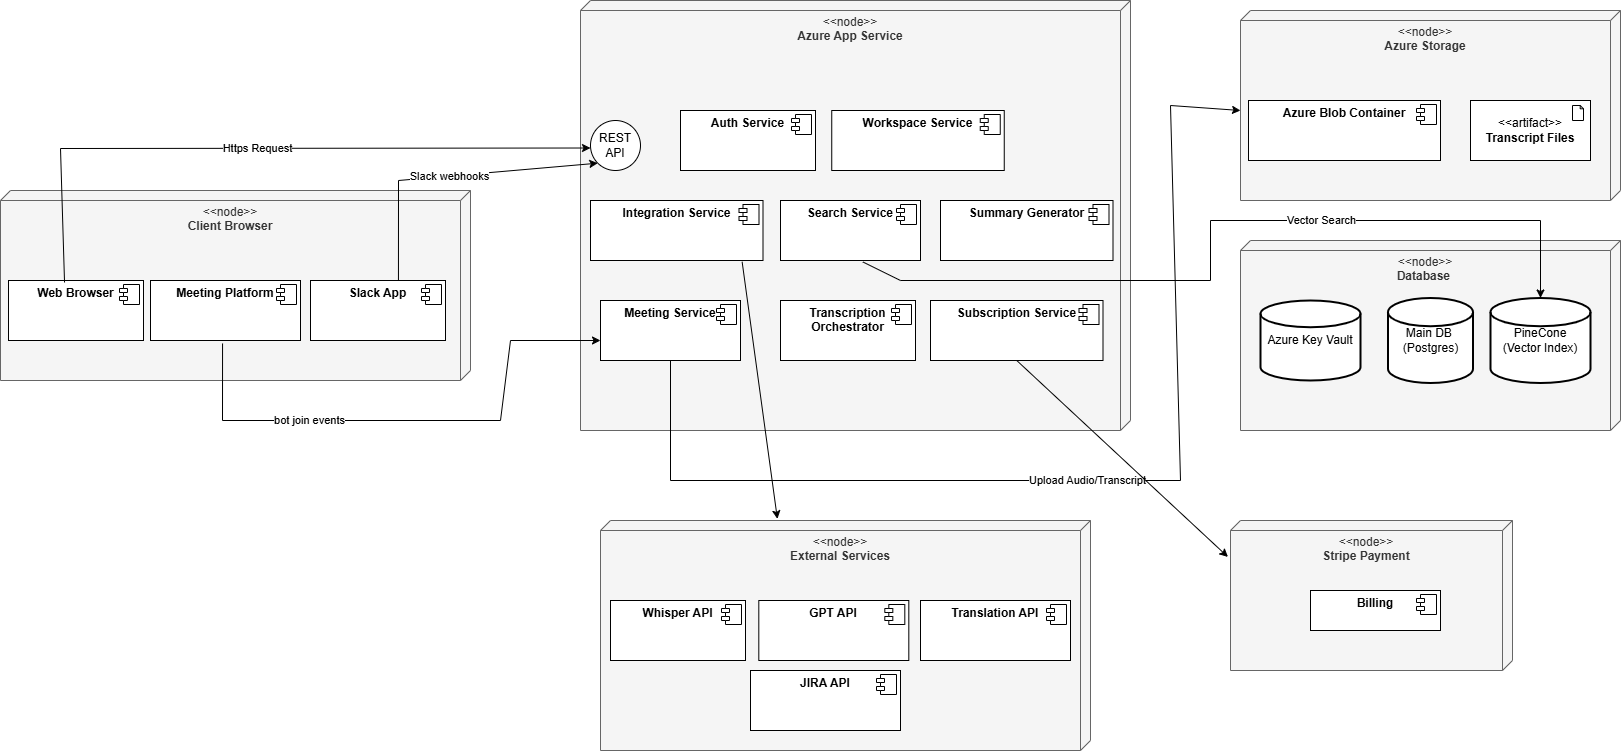 <<node>>
Azure App Service
REST
API
Auth Service
Workspace Service
Integration Service
Search Service
Summary Generator
Meeting Service
Transcription
Orchestrator
Subscription Service
Https Request
Slack webhooks
<<node>>
Client Browser
Web Browser
Meeting Platform
Slack App
bot join events
<<node>>
Azure Storage
Azure Blob Container
<<artifact>>
Transcript Files
Vector Search
<<node>>
Database
Azure Key Vault
Main DB
(Postgres)
PineCone
(Vector Index)
Upload Audio/Transcript
<<node>>
External Services
Whisper API
GPT API
Translation API
JIRA API
<<node>>
Stripe Payment
Billing